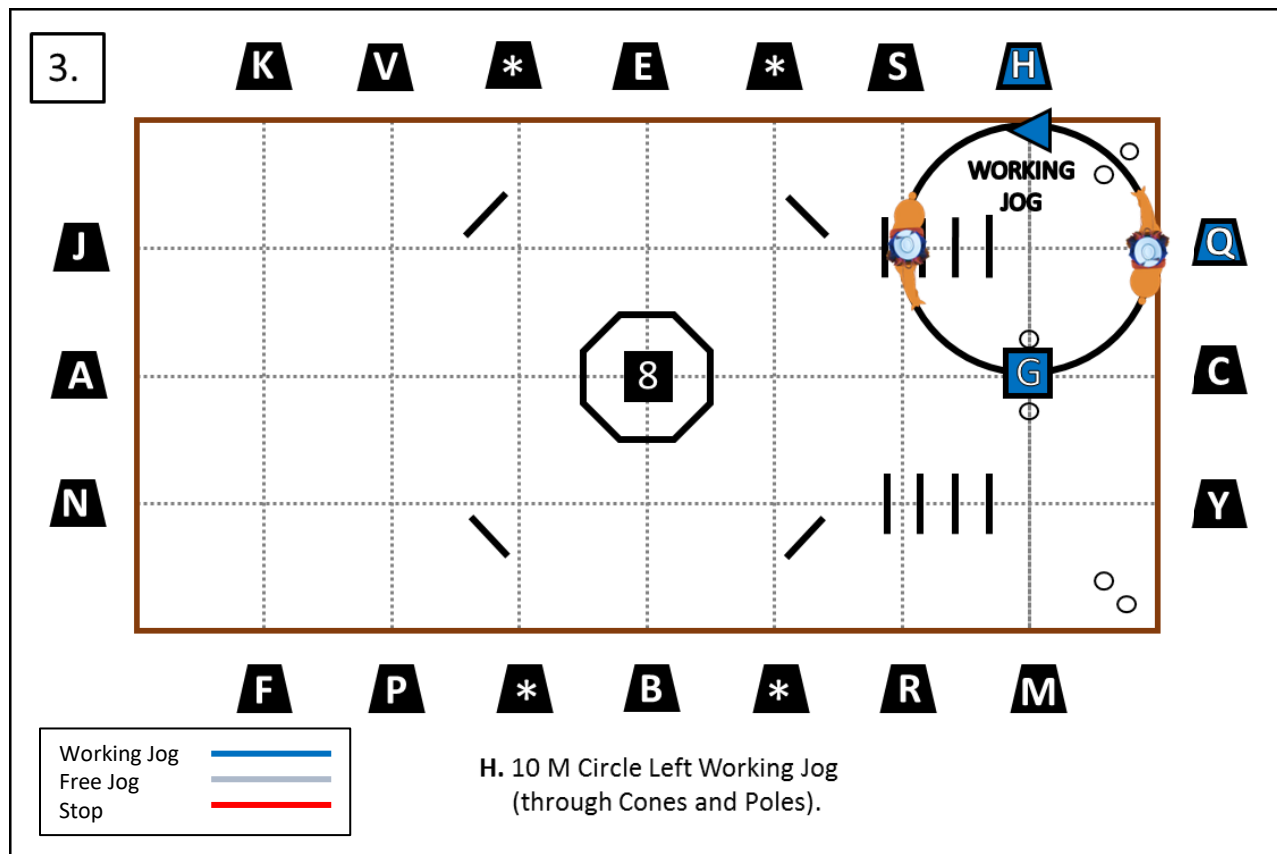 3.
K V * E * S H
WORKING
JOG
J Q
G
A 8 C
N Y
F P * B * R M
Working Jog
Free Jog
Stop
H. 10 M Circle Left Working Jog
(through Cones and Poles).